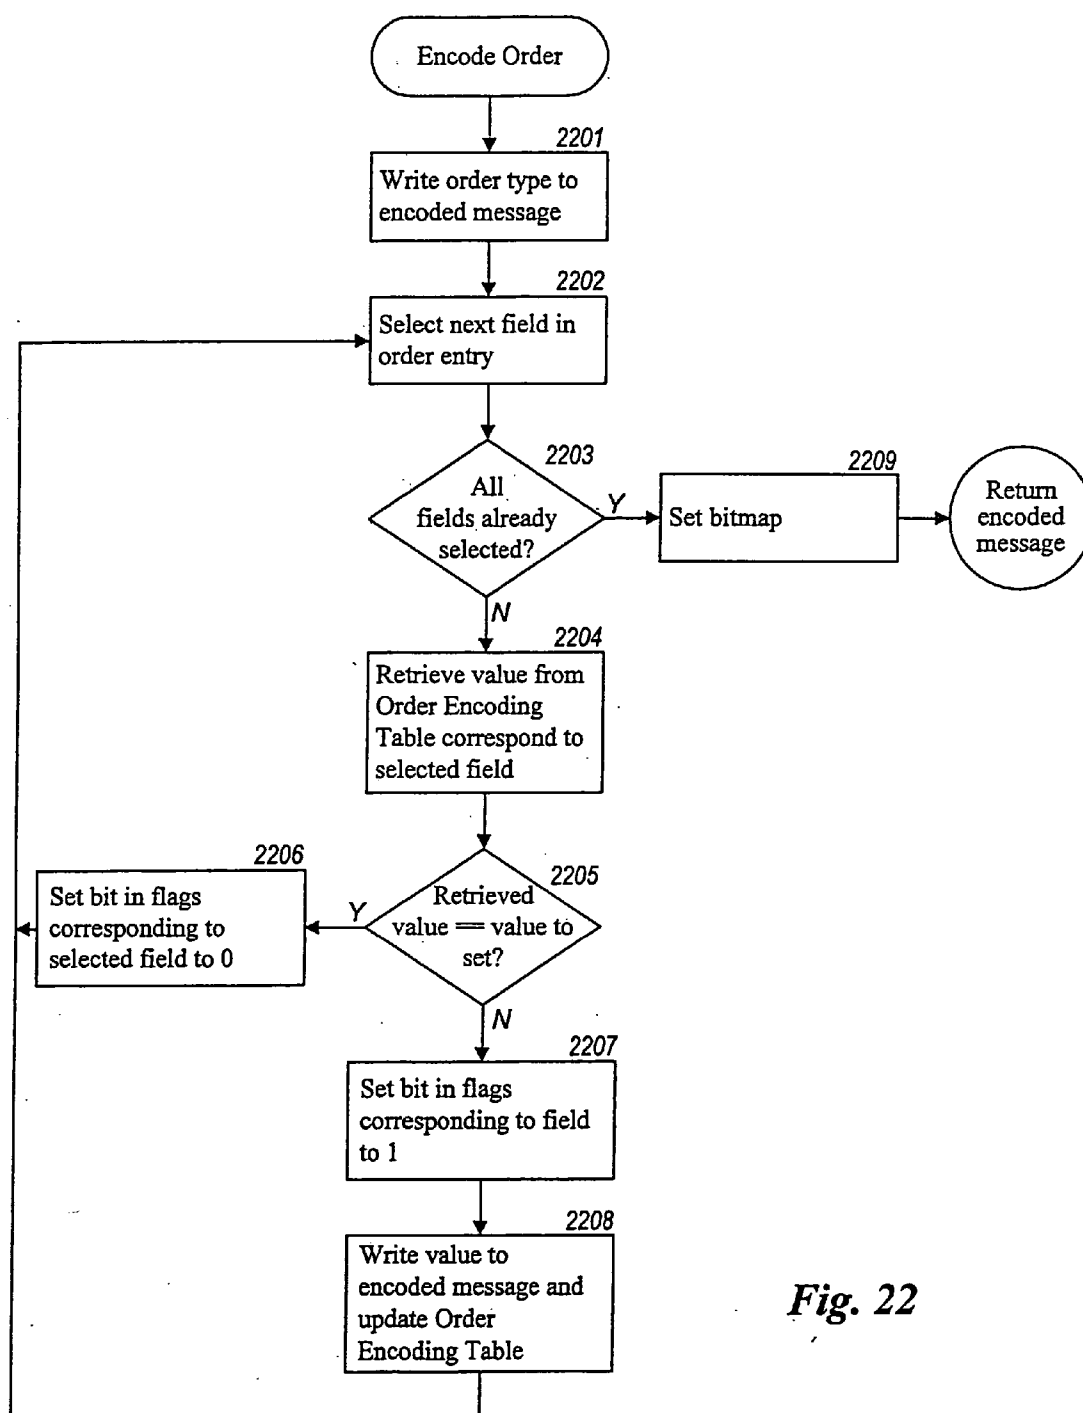 Encode Order
2201
Write order type to
encoded message
2202
Select next field in
order entry
2203
All
fields already
selected?
Y
2209
Set bitmap
Return
encoded
message
N
2204
Retrieve value from
Order Encoding
Table correspond to
selected field
2206
Set bit in flags
corresponding to
selected field to 0
Y
2205
Retrieved
value == value to
set?
N
2207
Set bit in flags
corresponding to field
to 1
2208
Write value to
encoded message and
update Order
Encoding Table
Fig. 22